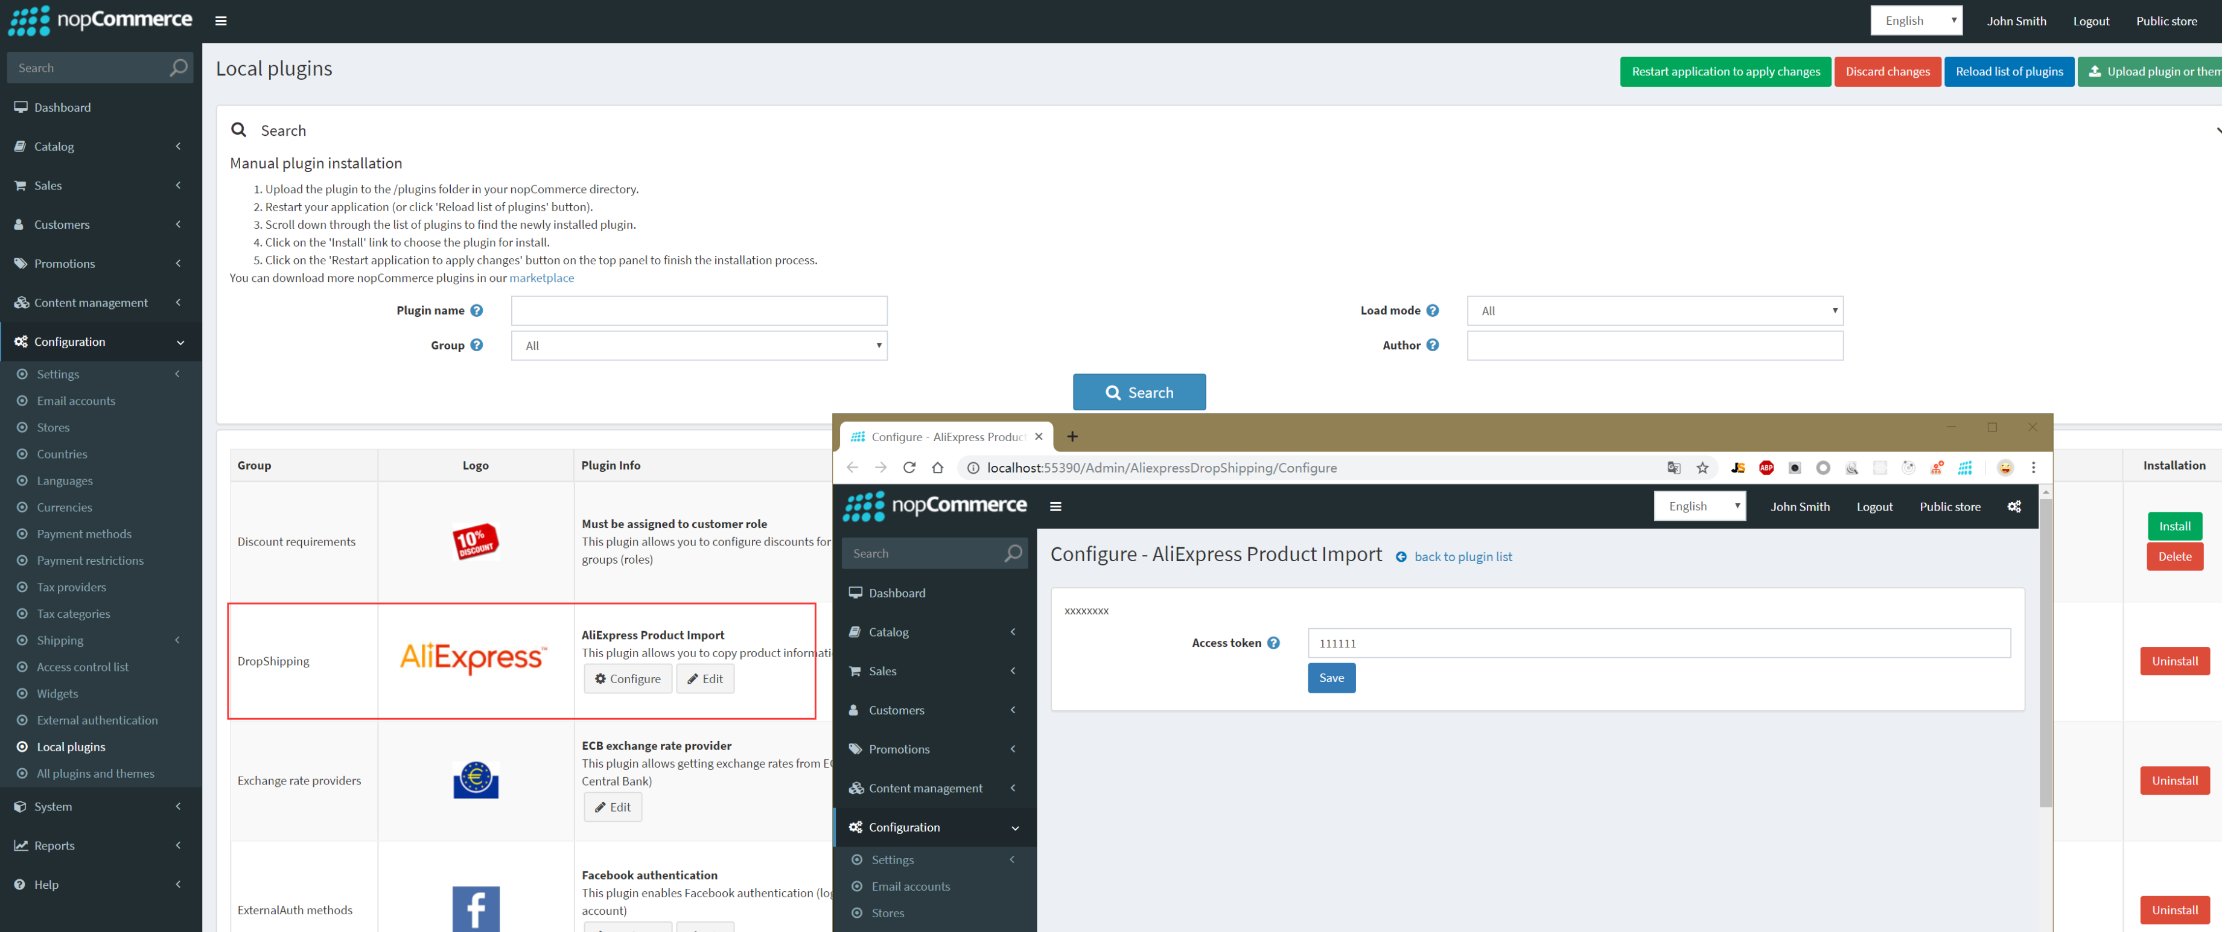 nopCommerce
English
John Smith
Logout
Public store
Search
Dashboard
Catalog
Sales
Customers
Promotions
Content management
Configuration
Settings
Email accounts
Stores
Countries
Languages
Currencies
Payment methods
Payment restrictions
Tax providers
Tax categories
Shipping
Access control list
Widgets
External authentication
Local plugins
All plugins and themes
System
Reports
Help
Local plugins
Restart application to apply changes
Discard changes
Reload list of plugins
Upload plugin or them
Search
Manual plugin installation
1. Upload the plugin to the /plugins folder in your nopCommerce directory.
2. Restart your application (or click 'Reload list of plugins' button).
3. Scroll down through the list of plugins to find the newly installed plugin.
4. Click on the 'Install' link to choose the plugin for install.
5. Click on the 'Restart application to apply changes' button on the top panel to finish the installation process.
You can download more nopCommerce plugins in our marketplace
Plugin name
Load mode
All
Group
All
Author
Search
Group
Logo
Plugin Info
Installation
Discount requirements
10%
DISCOUNT
Must be assigned to customer role
This plugin allows you to configure discounts for
groups (roles)
Install
Delete
DropShipping
AliExpress™
AliExpress Product Import
This plugin allows you to copy product informati
Configure
Edit
Uninstall
Exchange rate providers
€
ECB exchange rate provider
This plugin allows getting exchange rates from EC
Central Bank)
Edit
Uninstall
ExternalAuth methods
f
Facebook authentication
This plugin enables Facebook authentication (log
account)
Uninstall
Configure - AliExpress Produc
localhost:55390/Admin/AliexpressDropShipping/Configure
JS
ABP
nopCommerce
English
John Smith
Logout
Public store
Search
Dashboard
Catalog
Sales
Customers
Promotions
Content management
Configuration
Settings
Email accounts
Stores
Configure - AliExpress Product Import
back to plugin list
xxxxxxxx
Access token
111111
Save